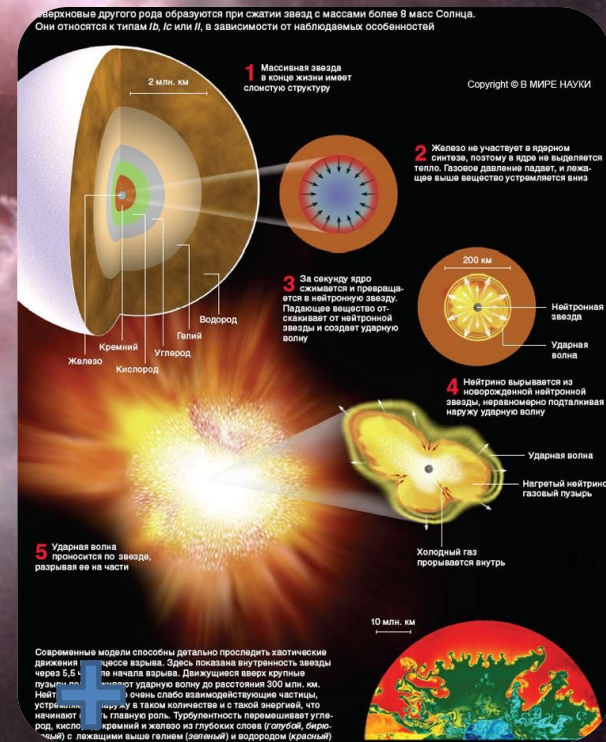 верхновые другого рода образуются при сжатии звезд с массами более 8 масс Солнца.
Они относятся к типам Ib, Ic или II, в зависимости от наблюдаемых особенностей
1 Массивная звезда
в конце жизни имеет
слоистую структуру
2 млн. км
Copyright © В МИРЕ НАУКИ
2 Железо не участвует в ядерном
синтезе, поэтому в ядре не выделяется
тепло. Газовое давление падает, и лежа-
щее выше вещество устремляется вниз
3 За секунду ядро
сжимается и превраща-
ется в нейтронную звезду.
Падающее вещество от-
скакивает от нейтронной
звезды и создает ударную
волну
200 км
Нейтронная
звезда
Ударная
волна
Водород
Гелий
Углерод
Кислород
Кремний
Железо
4 Нейтрино вырывается из
новорожденной нейтронной
звезды, неравномерно подталкивая
наружу ударную волну
Ударная волна
Нагретый нейтрино
газовый пузырь
Холодный газ
прорывается внутрь
5 Ударная волна
проносится по звезде,
разрывая ее на части
10 млн. км
Современные модели способны детально проследить хаотические
движения взрыва. Здесь показана внутренность звезды
через 5,5 начала взрыва. Движущиеся вверх крупные
пузыри ударную волну до расстояния 300 млн. км.
очень слабо взаимодействующие частицы,
в таком количестве и с такой энергией, что
начинают главную роль. Турбулентность перемешивает угле-
род, кремний и железо из глубоких слоев (голубой, бирю-
с лежащими выше гелием (зеленый) и водородом (красный)